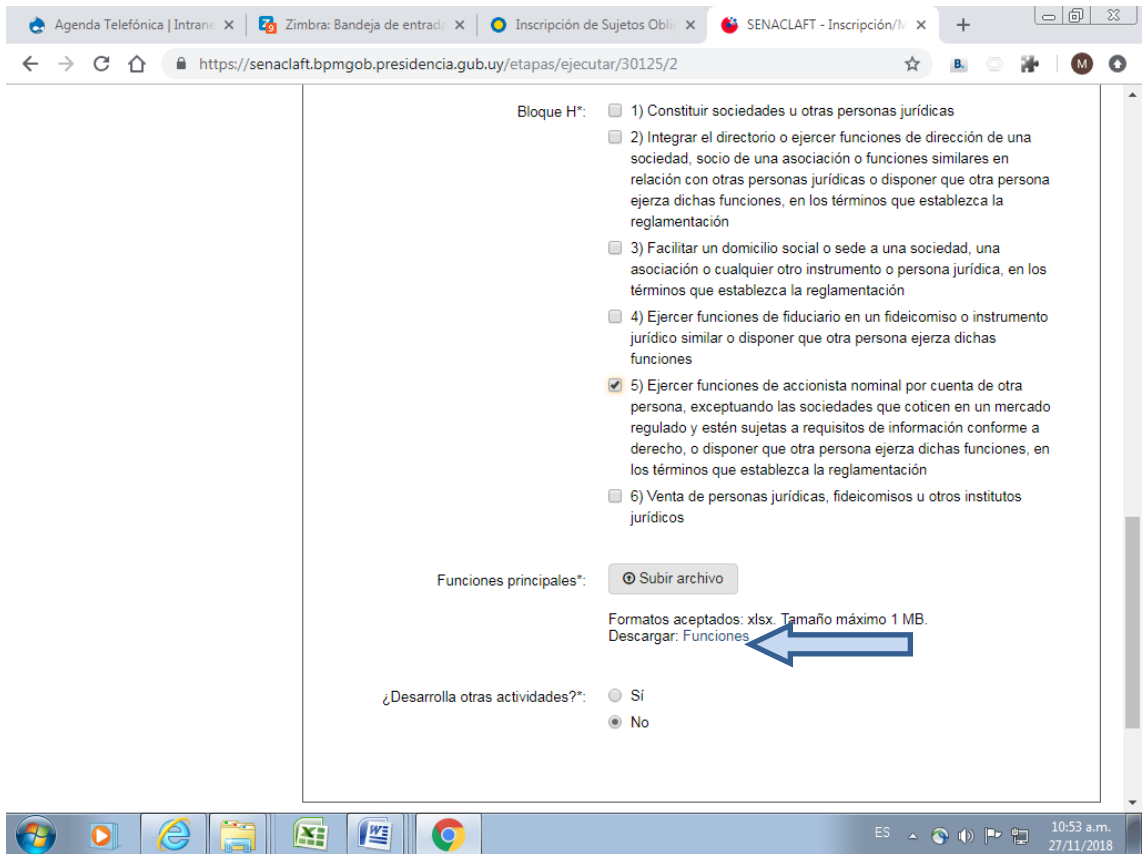 Agenda Telefónica | Intrane
Zimbra: Bandeja de entrada
Inscripción de Sujetos Oblig
SENACLAFT - Inscripción/M
https://senaclaft.bpmgob.presidencia.gub.uy/etapas/ejecutar/30125/2
B.
M
Bloque H*:
1) Constituir sociedades u otras personas jurídicas
2) Integrar el directorio o ejercer funciones de dirección de una
sociedad, socio de una asociación o funciones similares en
relación con otras personas jurídicas o disponer que otra persona
ejerza dichas funciones, en los términos que establezca la
reglamentación
3) Facilitar un domicilio social o sede a una sociedad, una
asociación o cualquier otro instrumento o persona jurídica, en los
términos que establezca la reglamentación
4) Ejercer funciones de fiduciario en un fideicomiso o instrumento
jurídico similar o disponer que otra persona ejerza dichas
funciones
5) Ejercer funciones de accionista nominal por cuenta de otra
persona, exceptuando las sociedades que coticen en un mercado
regulado y estén sujetas a requisitos de información conforme a
derecho, o disponer que otra persona ejerza dichas funciones, en
los términos que establezca la reglamentación
6) Venta de personas jurídicas, fideicomisos u otros institutos
jurídicos
Funciones principales*:
Subir archivo
Formatos aceptados: xlsx. Tamaño máximo 1 MB.
Descargar: Funciones
¿Desarrolla otras actividades?*:
Sí
No
ES
10:53 a.m.
27/11/2018